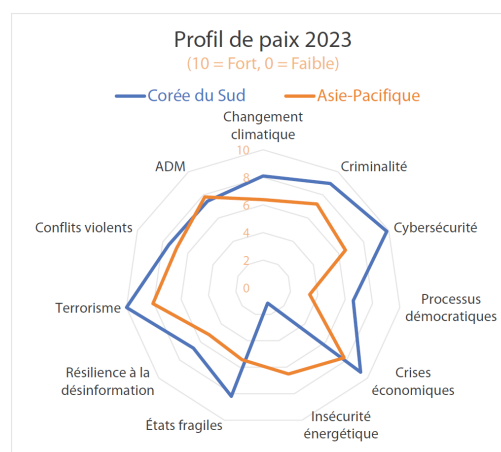 Profil de paix 2023
(10 = Fort, 0 = Faible)
Corée du Sud
Asie-Pacifique
Changement
climatique
Criminalité
Cybersécurité
Processus
démocratiques
Crises
économiques
Insécurité
énergétique
États fragiles
Résilience à la
désinformation
Terrorisme
Conflits violents
ADM
10
8
6
4
2
0